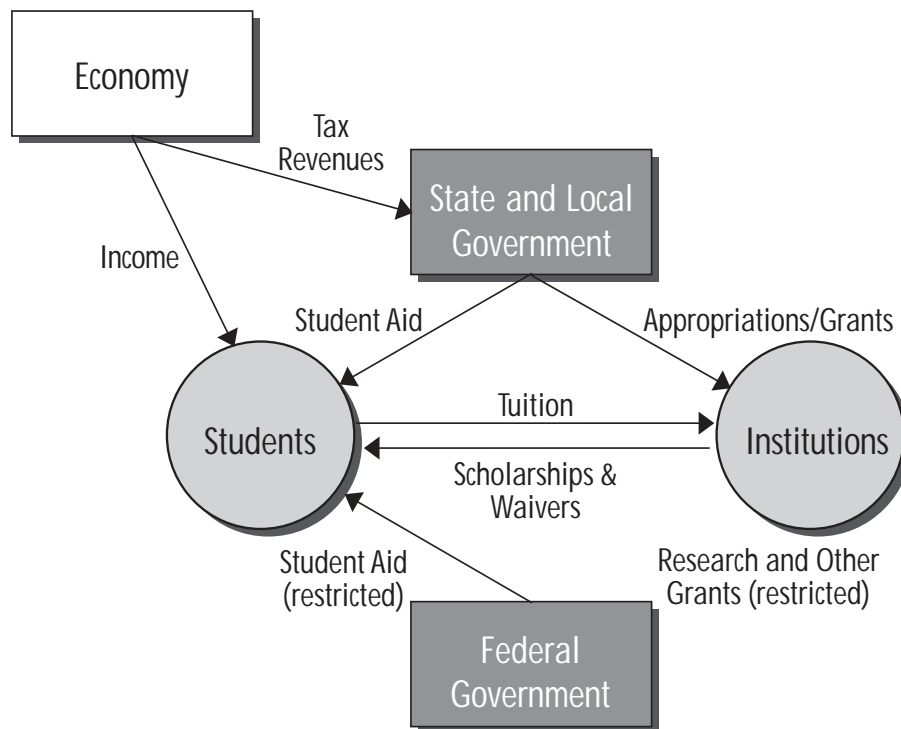 Economy
Tax
Revenues
State and Local
Government
Income
Student Aid
Appropriations/Grants
Tuition
Students
Institutions
Scholarships &
Waivers
Student Aid
(restricted)
Research and Other
Grants (restricted)
Federal
Government